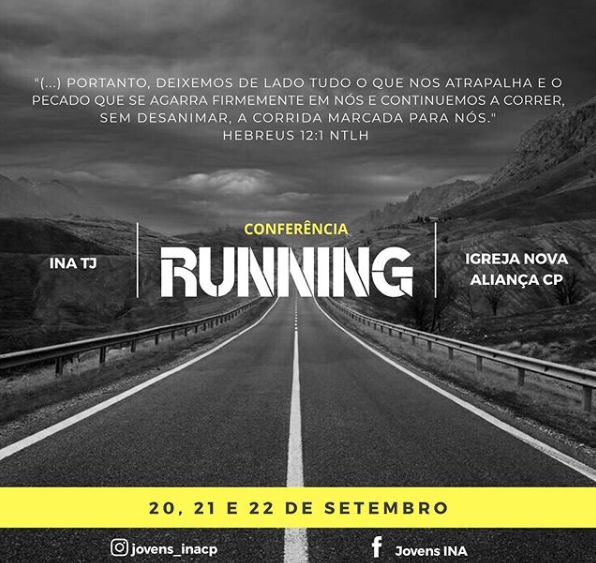 "(...) PORTANTO, DEIXEMOS DE LADO TUDO O QUE NOS ATRAPALHA E O
PECADO QUE SE AGARRA FIRMEMENTE EM NÓS E CONTINUEMOS A CORRER,
SEM DESANIMAR, A CORRIDA MARCADA PARA NÓS."
HEBREUS 12:1 NTLH
CONFERÊNCIA
INA TJ
RUNNING
IGREJA NOVA
ALIANÇA CP
20, 21 E 22 DE SETEMBRO
jovens_inacp
Jovens INA